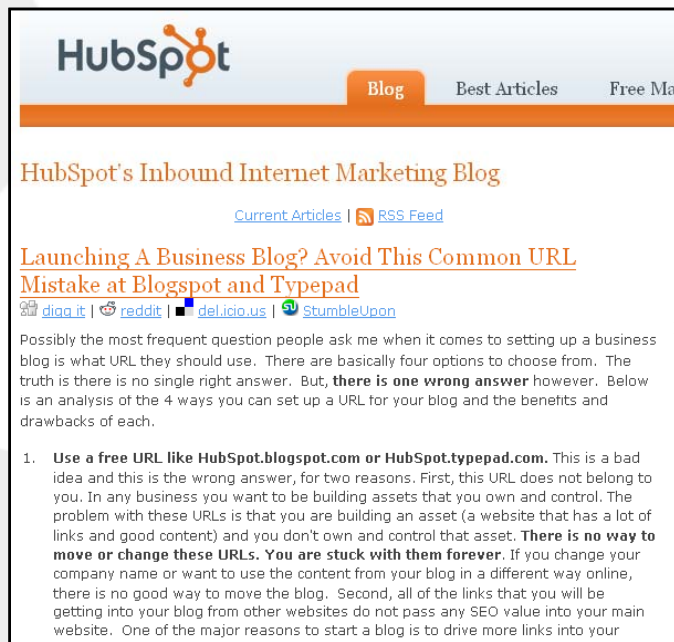 HubSpot
Blog Best Articles Free Ma
HubSpot's Inbound Internet Marketing Blog
Current Articles | RSS Feed
Launching A Business Blog? Avoid This Common URL
Mistake at Blogspot and Typepad
digg it | reddit | del.icio.us | StumbleUpon
Possibly the most frequent question people ask me when it comes to setting up a business
blog is what URL they should use. There are basically four options to choose from. The
truth is there is no single right answer. But, there is one wrong answer however. Below
is an analysis of the 4 ways you can set up a URL for your blog and the benefits and
drawbacks of each.
1. Use a free URL like HubSpot.blogspot.com or HubSpot.typepad.com. This is a bad
idea and this is the wrong answer, for two reasons. First, this URL does not belong to
you. In any business you want to be building assets that you own and control. The
problem with these URLs is that you are building an asset (a website that has a lot of
links and good content) and you don't own and control that asset. There is no way to
move or change these URLs. You are stuck with them forever. If you change your
company name or want to use the content from your blog in a different way online,
there is no good way to move the blog. Second, all of the links that you will be
getting into your blog from other websites do not pass any SEO value into your main
website. One of the major reasons to start a blog is to drive more links into your